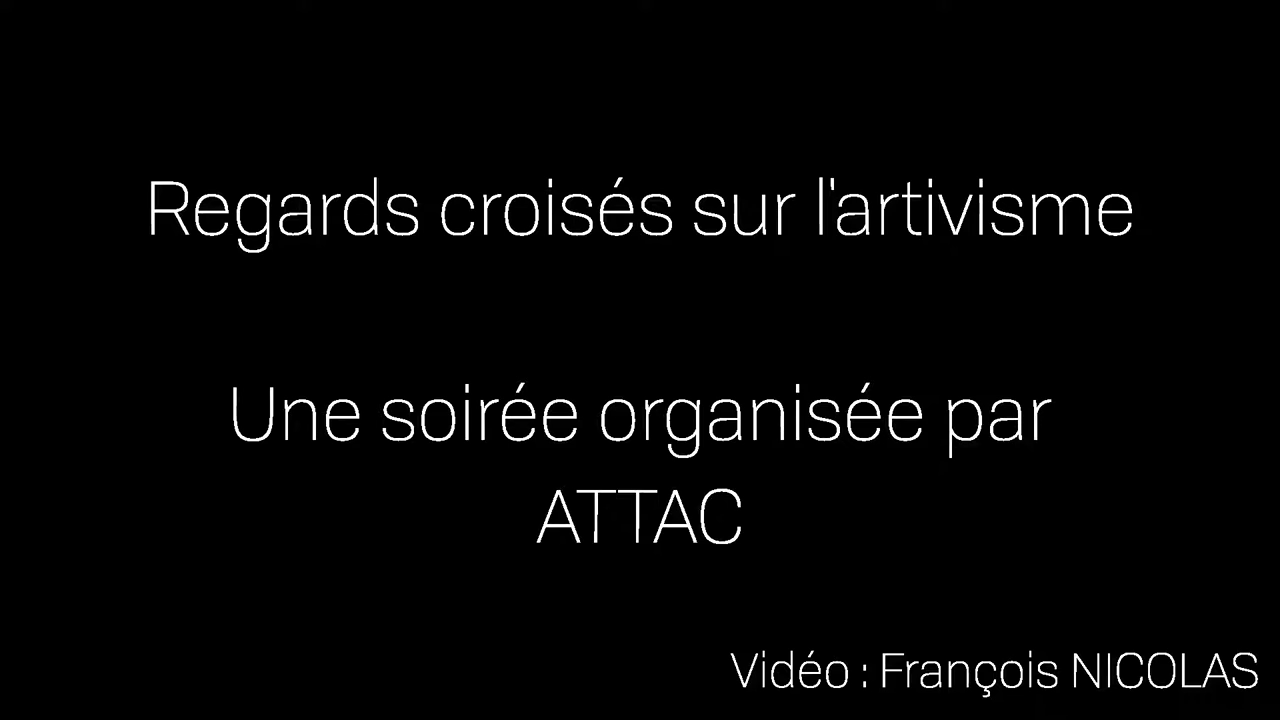 Regards croisés sur l'artivisme
Une soirée organisée par
ATTAC
Vidéo : François NICOLAS